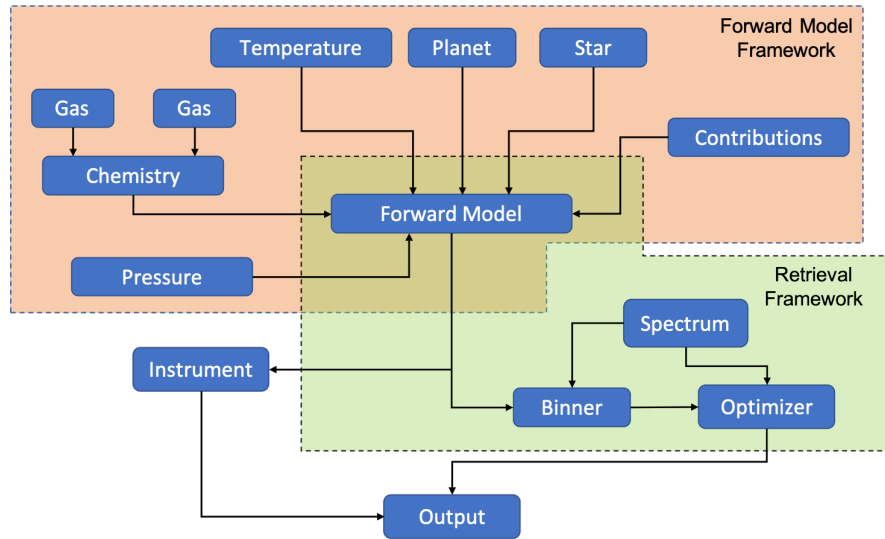 Forward Model
Framework
Temperature
Planet
Star
Gas
Gas
Contributions
Chemistry
Forward Model
Pressure
Retrieval
Framework
Spectrum
Instrument
Binner
Optimizer
Output